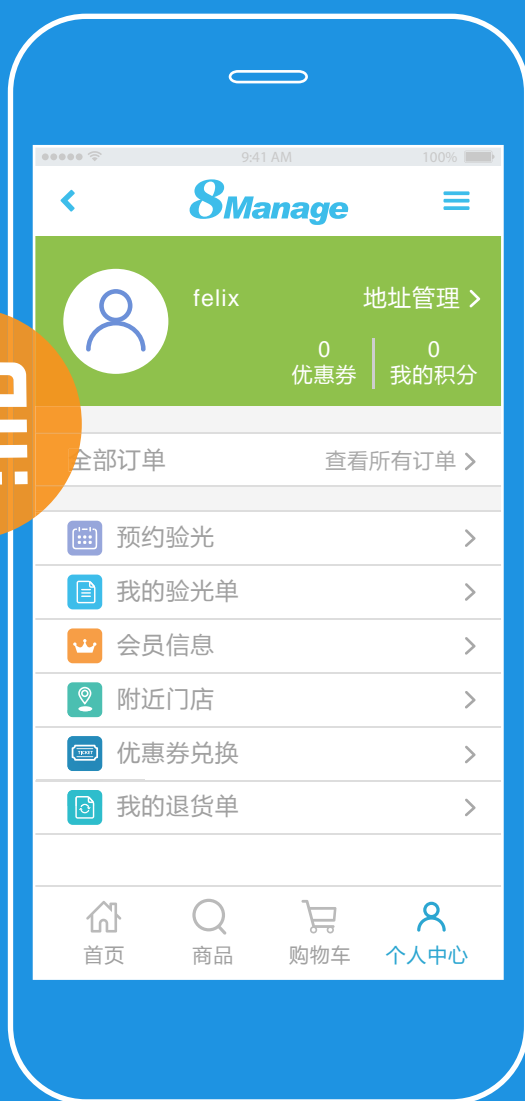 9:41 AM 100%
8Manage
felix 地址管理
0 0
优惠券 我的积分
全部订单 查看所有订单
预约验光
我的验光单
会员信息
附近门店
TICKET
优惠券兑换
我的退货单
首页 商品 购物车 个人中心